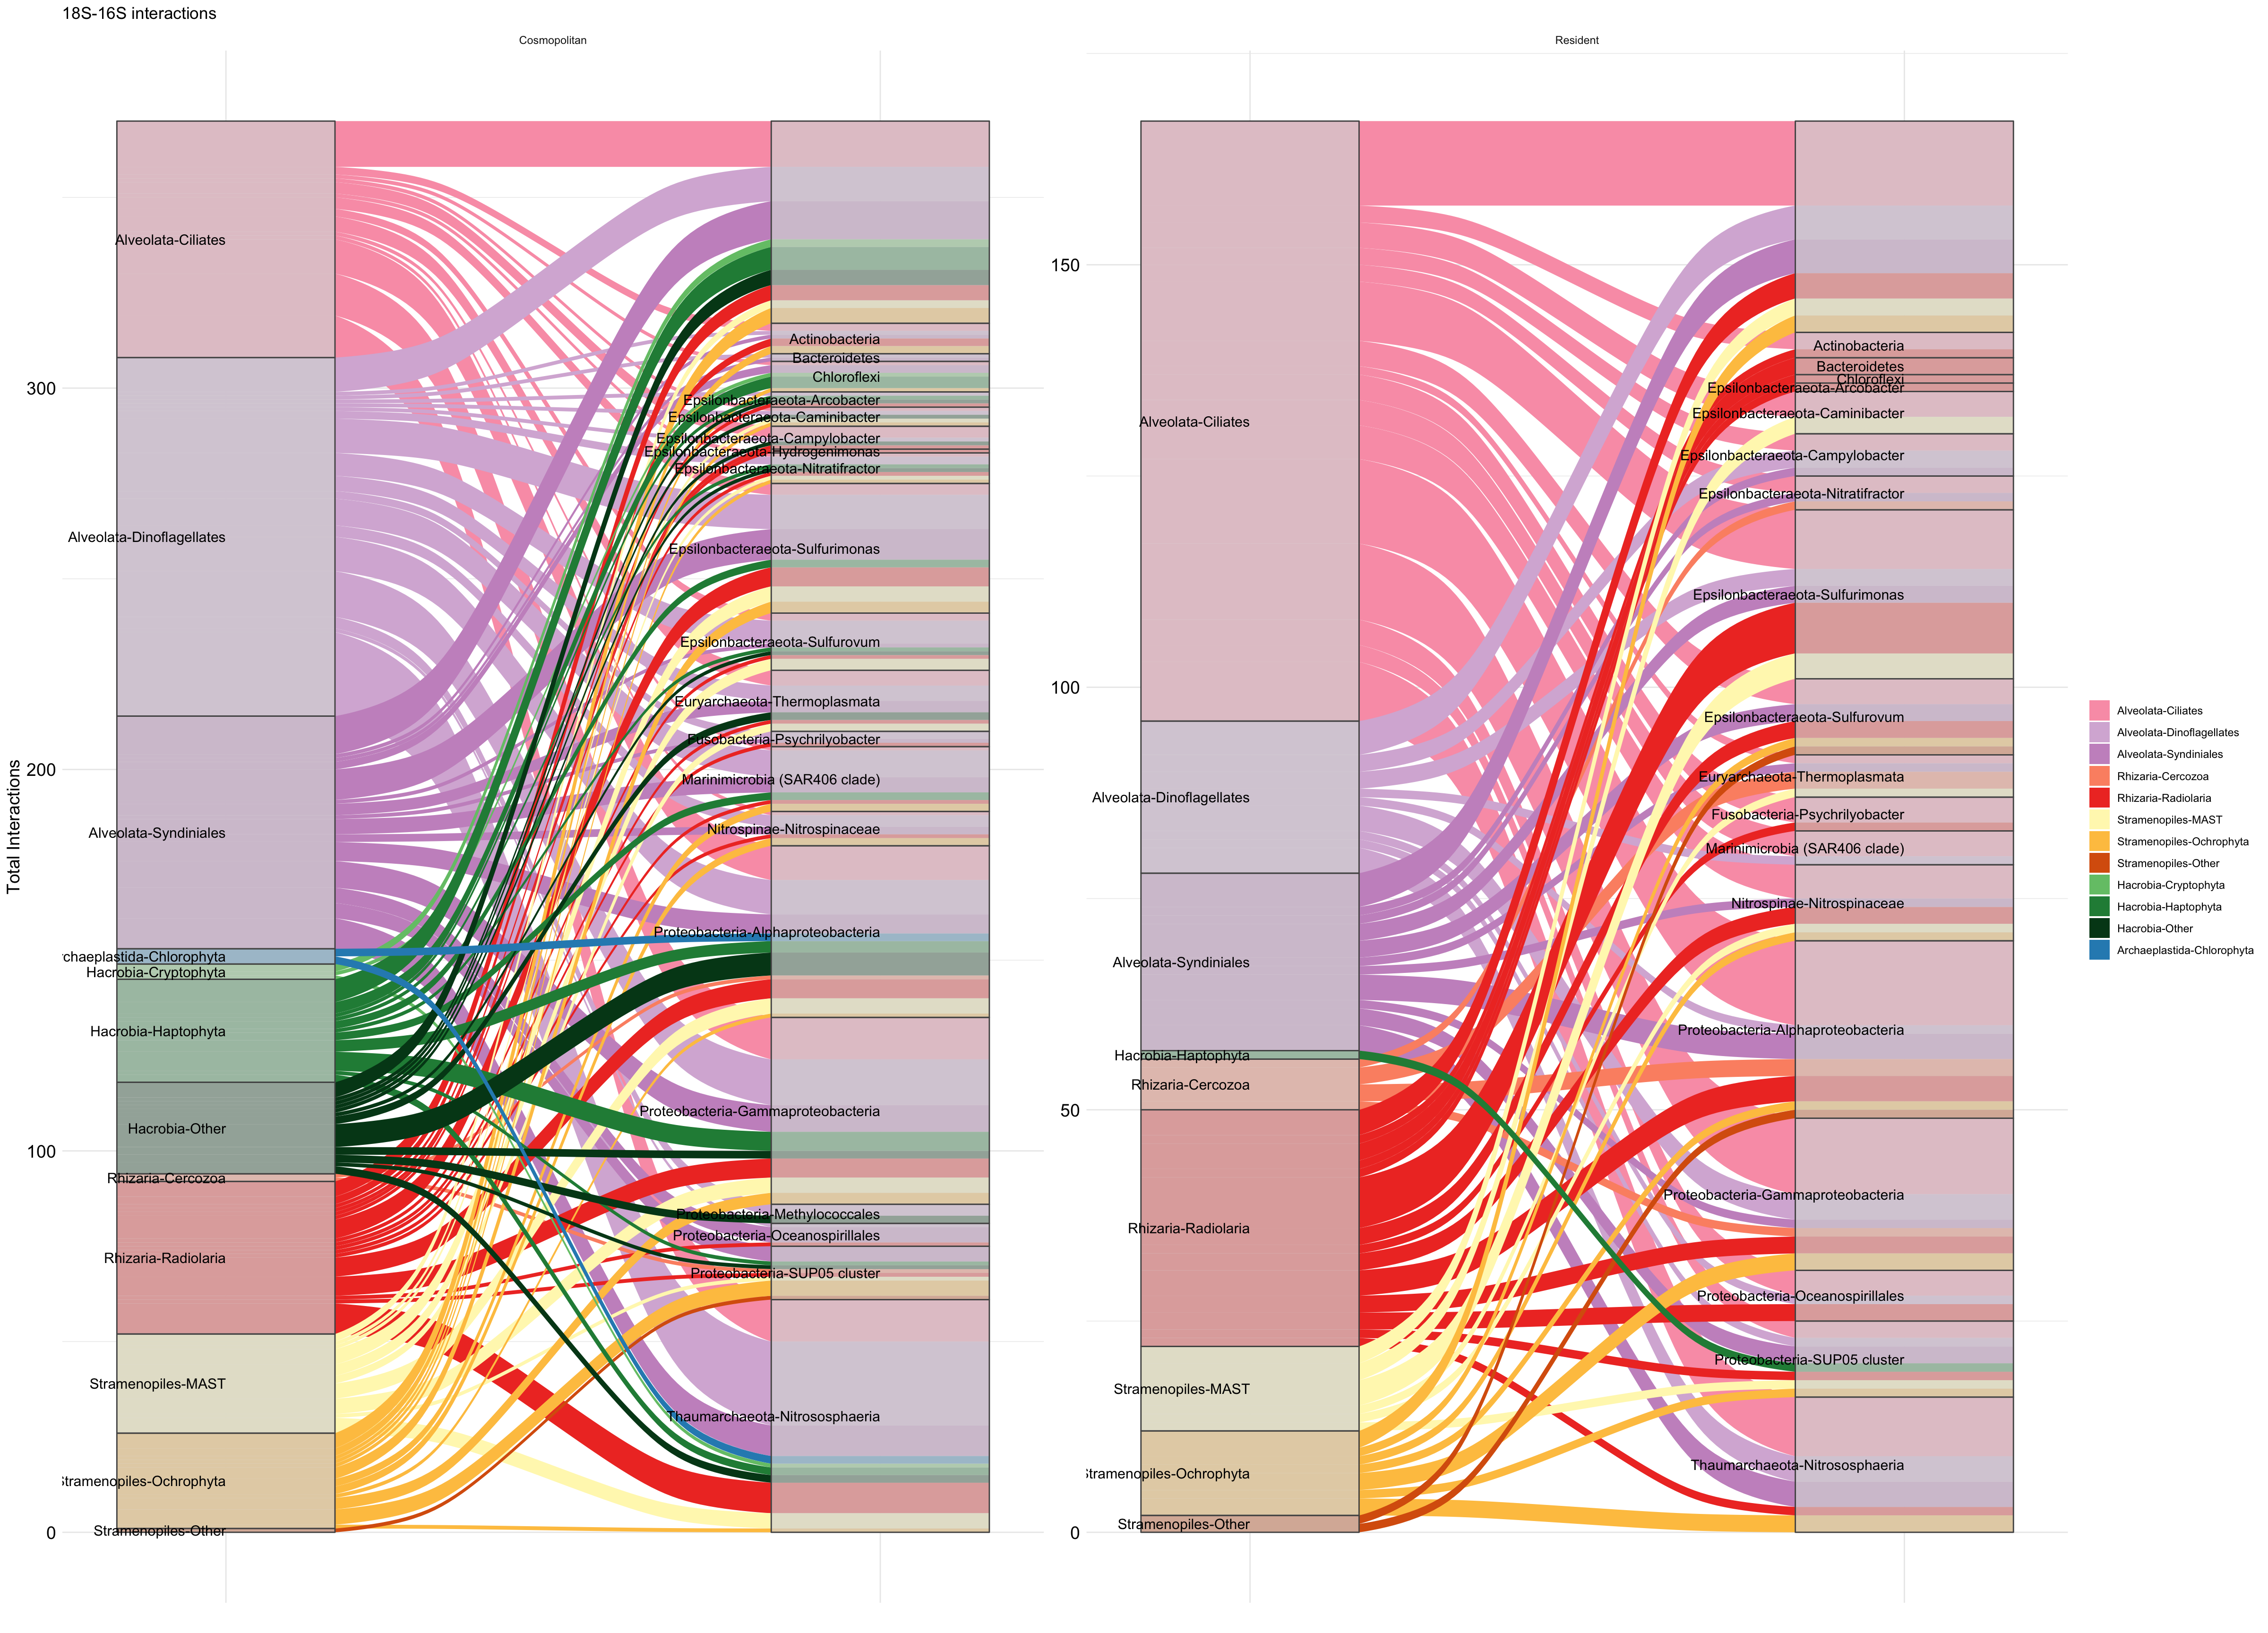 18S-16S interactions
Cosmopolitan
Resident
Total Interactions
300
200
100
0
Alveolata-Ciliates
Alveolata-Dinoflagellates
Alveolata-Syndiniales
rchaeplastida-Chlorophyta
Hacrobia-Cryptophyta
Hacrobia-Haptophyta
Hacrobia-Other
Rhizaria-Cercozoa
Rhizaria-Radiolaria
Stramenopiles-MAST
Stramenopiles-Ochrophyta
Stramenopiles-Other
Actinobacteria
Bacteroidetes
Chloroflexi
Epsilonbacteraeota-Arcobacter
Epsilonbacteraeota-Caminibacter
Epsilonbacteraeota-Campylobacter
Epsilonbacteraeota-Hydrogenimonas
Epsilonbacteraeota-Nitratifractor
Epsilonbacteraeota-Sulfurimonas
Epsilonbacteraeota-Sulfurovum
Euryarchaeota-Thermoplasmata
Fusobacteria-Psychrilyobacter
Marinimicrobia (SAR406 clade)
Nitrospinae-Nitrospinaceae
Proteobacteria-Alphaproteobacteria
Proteobacteria-Gammaproteobacteria
Proteobacteria-Methylococcales
Proteobacteria-Oceanospirillales
Proteobacteria-SUP05 cluster
Thaumarchaeota-Nitrososphaeria
150
100
50
0
Alveolata-Ciliates
Alveolata-Dinoflagellates
Alveolata-Syndiniales
Hacrobia-Haptophyta
Rhizaria-Cercozoa
Rhizaria-Radiolaria
Stramenopiles-MAST
Stramenopiles-Ochrophyta
Stramenopiles-Other
Actinobacteria
Bacteroidetes
Chloroflexi
Epsilonbacteraeota-Arcobacter
Epsilonbacteraeota-Caminibacter
Epsilonbacteraeota-Campylobacter
Epsilonbacteraeota-Nitratifractor
Epsilonbacteraeota-Sulfurimonas
Epsilonbacteraeota-Sulfurovum
Euryarchaeota-Thermoplasmata
Fusobacteria-Psychrilyobacter
Marinimicrobia (SAR406 clade)
Nitrospinae-Nitrospinaceae
Proteobacteria-Alphaproteobacteria
Proteobacteria-Gammaproteobacteria
Proteobacteria-Oceanospirillales
Proteobacteria-SUP05 cluster
Thaumarchaeota-Nitrososphaeria
Alveolata-Ciliates
Alveolata-Dinoflagellates
Alveolata-Syndiniales
Rhizaria-Cercozoa
Rhizaria-Radiolaria
Stramenopiles-MAST
Stramenopiles-Ochrophyta
Stramenopiles-Other
Hacrobia-Cryptophyta
Hacrobia-Haptophyta
Hacrobia-Other
Archaeplastida-Chlorophyta